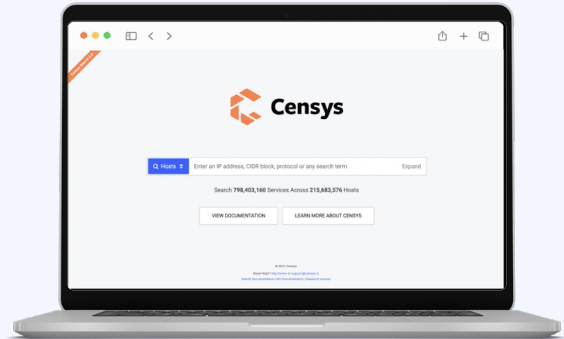 Censys
Hosts
Enter an IP address, CIDR block, protocol or any search term.
Expand
Search 798,403,160 Services Across 215,683,576 Hosts
VIEW DOCUMENTATION
LEARN MORE ABOUT CENSYS